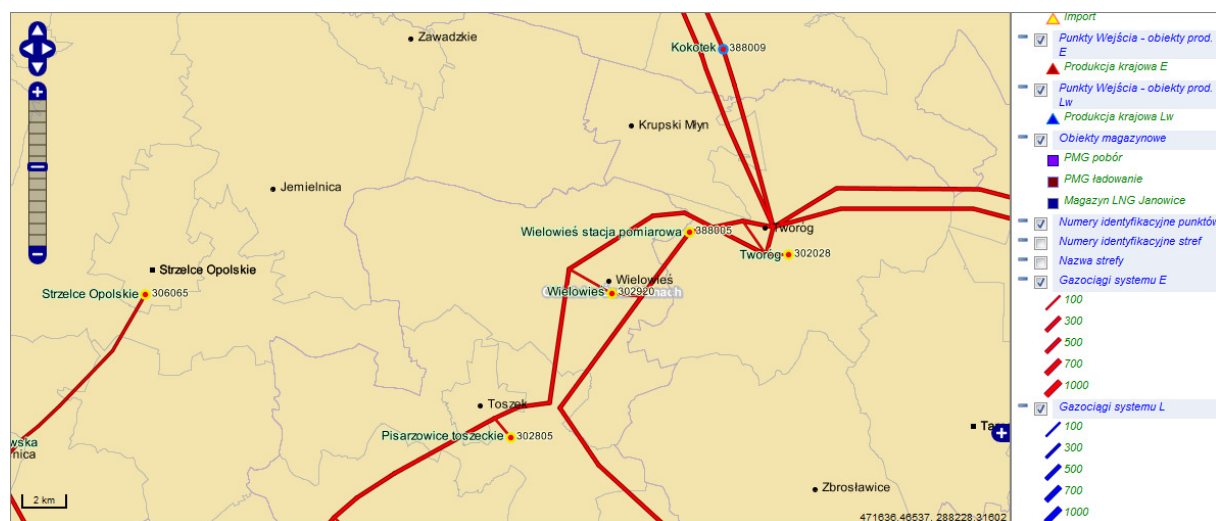 Zawadzkie
Kokotek
388009
Krupski Młyn
Jemielnica
Wielowieś stacja pomiarowa
388005
Tworóg
Tworóg
302028
Strzelce Opolskie
Strzelce Opolskie
306065
Wielowieś
Wielowieś
302920
Toszek
Pisarzowice toszeckie
302805
Zbrosławice
2 km
471636.46537, 288228.31602
Import
Punkty Wejścia - obiekty prod.
E
Produkcja krajowa E
Punkty Wejścia - obiekty prod.
Lw
Produkcja krajowa Lw
Obiekty magazynowe
PMG pobór
PMG ładowanie
Magazyn LNG Janowice
Numery identyfikacyjne punktów
Numery identyfikacyjne stref
Nazwa strefy
Gazociągi systemu E
100
300
500
700
1000
Gazociągi systemu L
100
300
500
700
1000